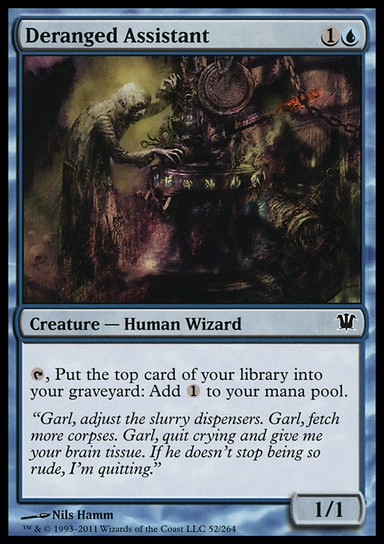 Deranged Assistant 1
Creature — Human Wizard
, Put the top card of your library into
your graveyard: Add 1 to your mana pool.
“Garl, adjust the slurry dispensers. Garl, fetch
more corpses. Garl, quit crying and give me
your brain tissue. If he doesn’t stop being so
rude, I’m quitting.”
Nils Hamm
1/1
™ & © 1993–2011 Wizards of the Coast LLC 52/264